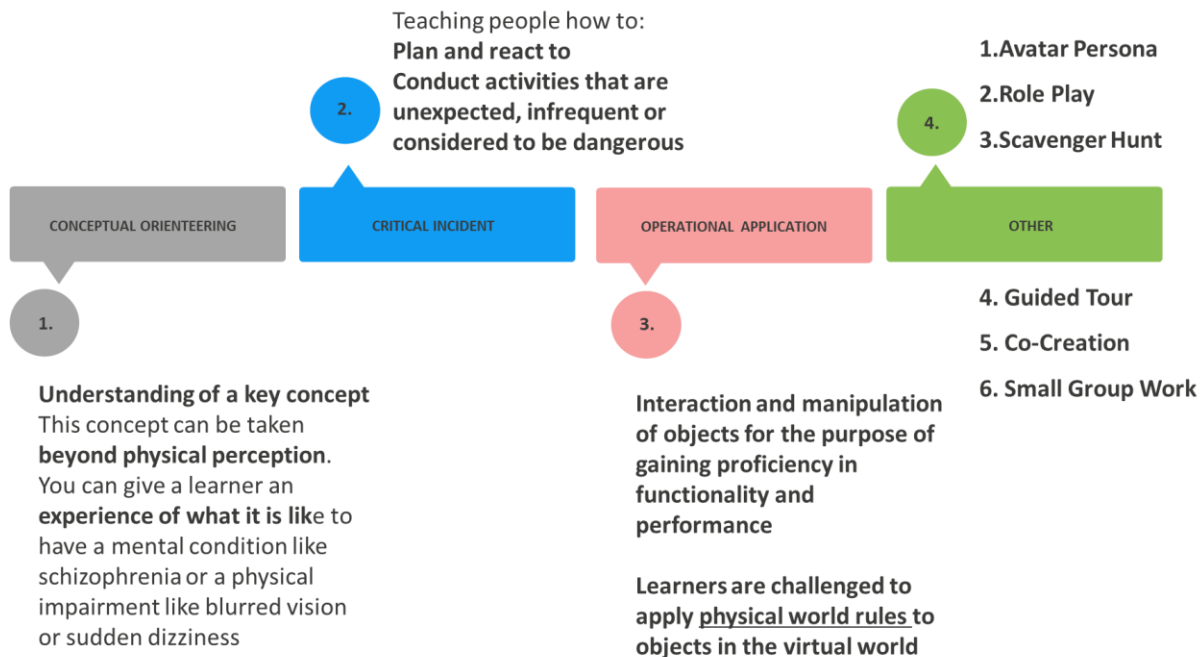 Teaching people how to:
Plan and react to
Conduct activities that are
unexpected, infrequent or
considered to be dangerous
2.
1.Avatar Persona
2.Role Play
3.Scavenger Hunt
4.
CONCEPTUAL ORIENTEERING
CRITICAL INCIDENT
OPERATIONAL APPLICATION
OTHER
1.
Understanding of a key concept
This concept can be taken
beyond physical perception.
You can give a learner an
experience of what it is like to
have a mental condition like
schizophrenia or a physical
impairment like blurred vision
or sudden dizziness
3.
Interaction and manipulation
of objects for the purpose of
gaining proficiency in
functionality and
performance
Learners are challenged to
apply physical world rules to
objects in the virtual world
4. Guided Tour
5. Co-Creation
6. Small Group Work